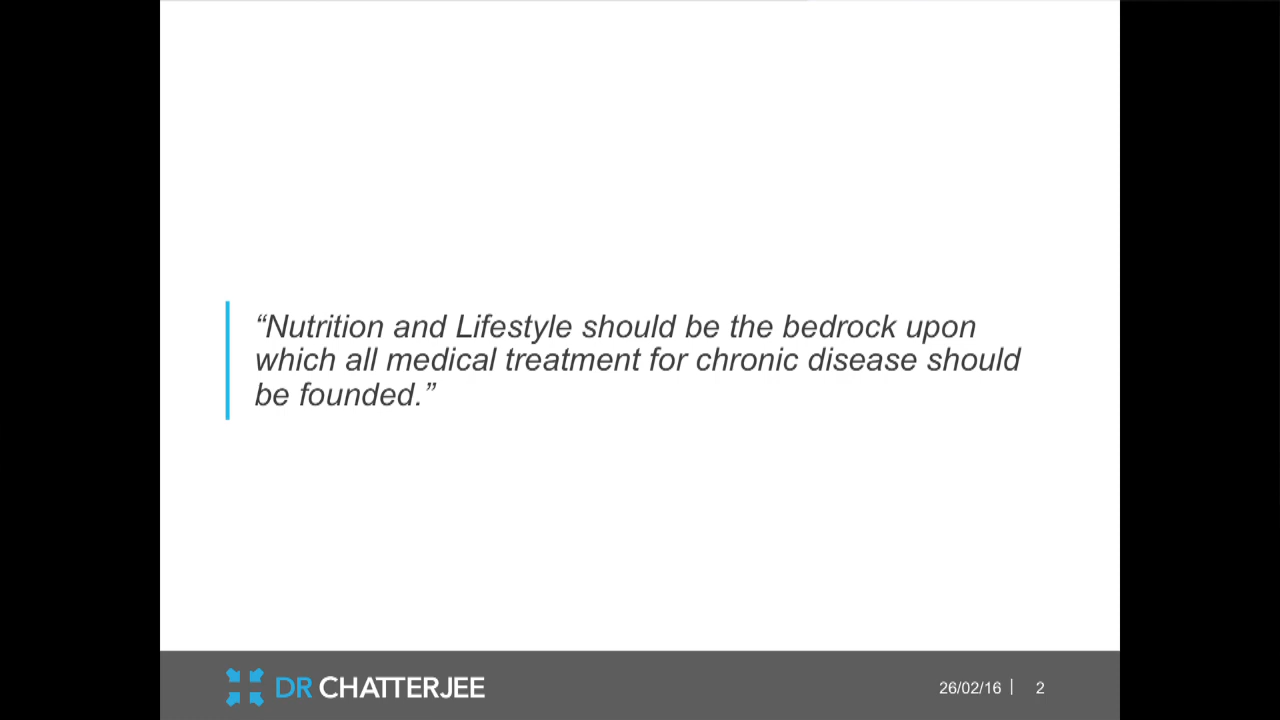 “Nutrition and Lifestyle should be the bedrock upon
which all medical treatment for chronic disease should
be founded.”
DR CHATTERJEE
26/02/16 | 2